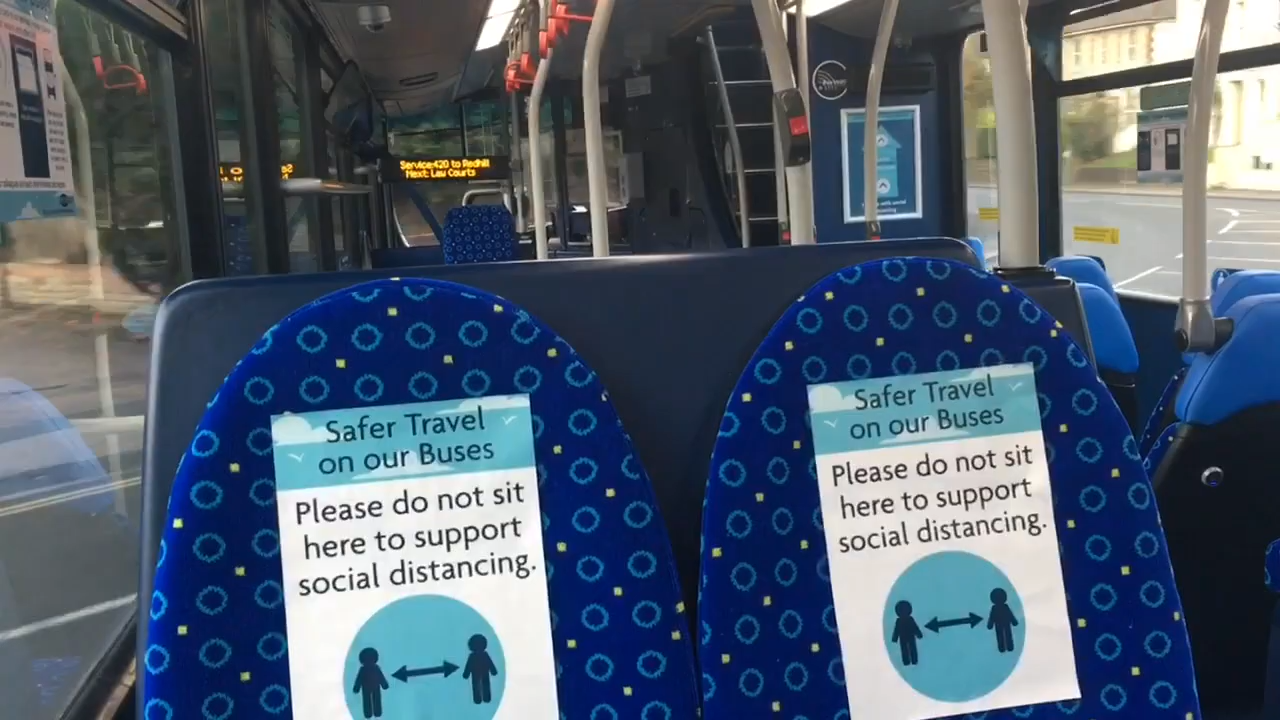 Service:420 to Redhill
Next Law Courts
Safer Travel
on our Buses
Please do not sit
here to support
social distancing.
Safer Travel
on our Buses
Please do not sit
here to support
social distancing.